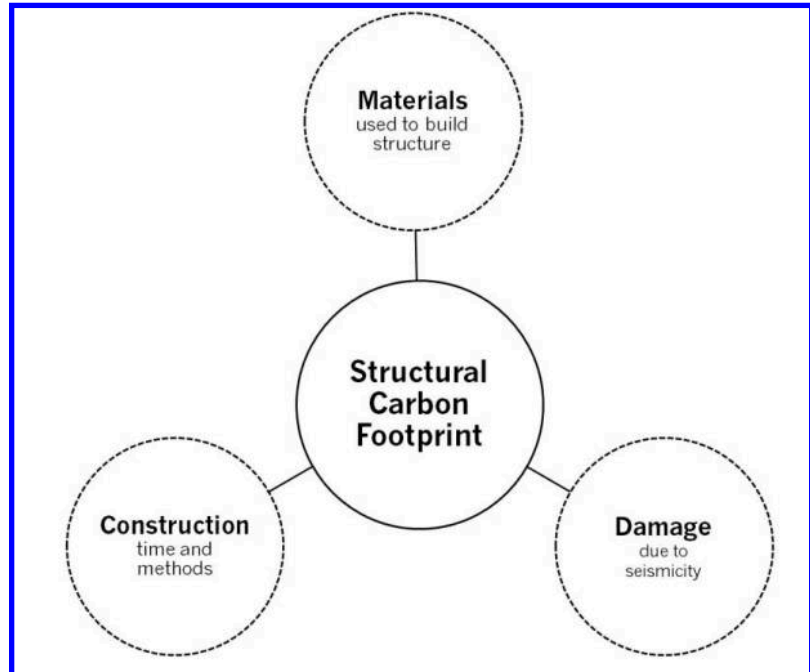 Materials
used to build
structure
Structural
Carbon
Footprint
Construction
time and
methods
Damage
due to
seismicity